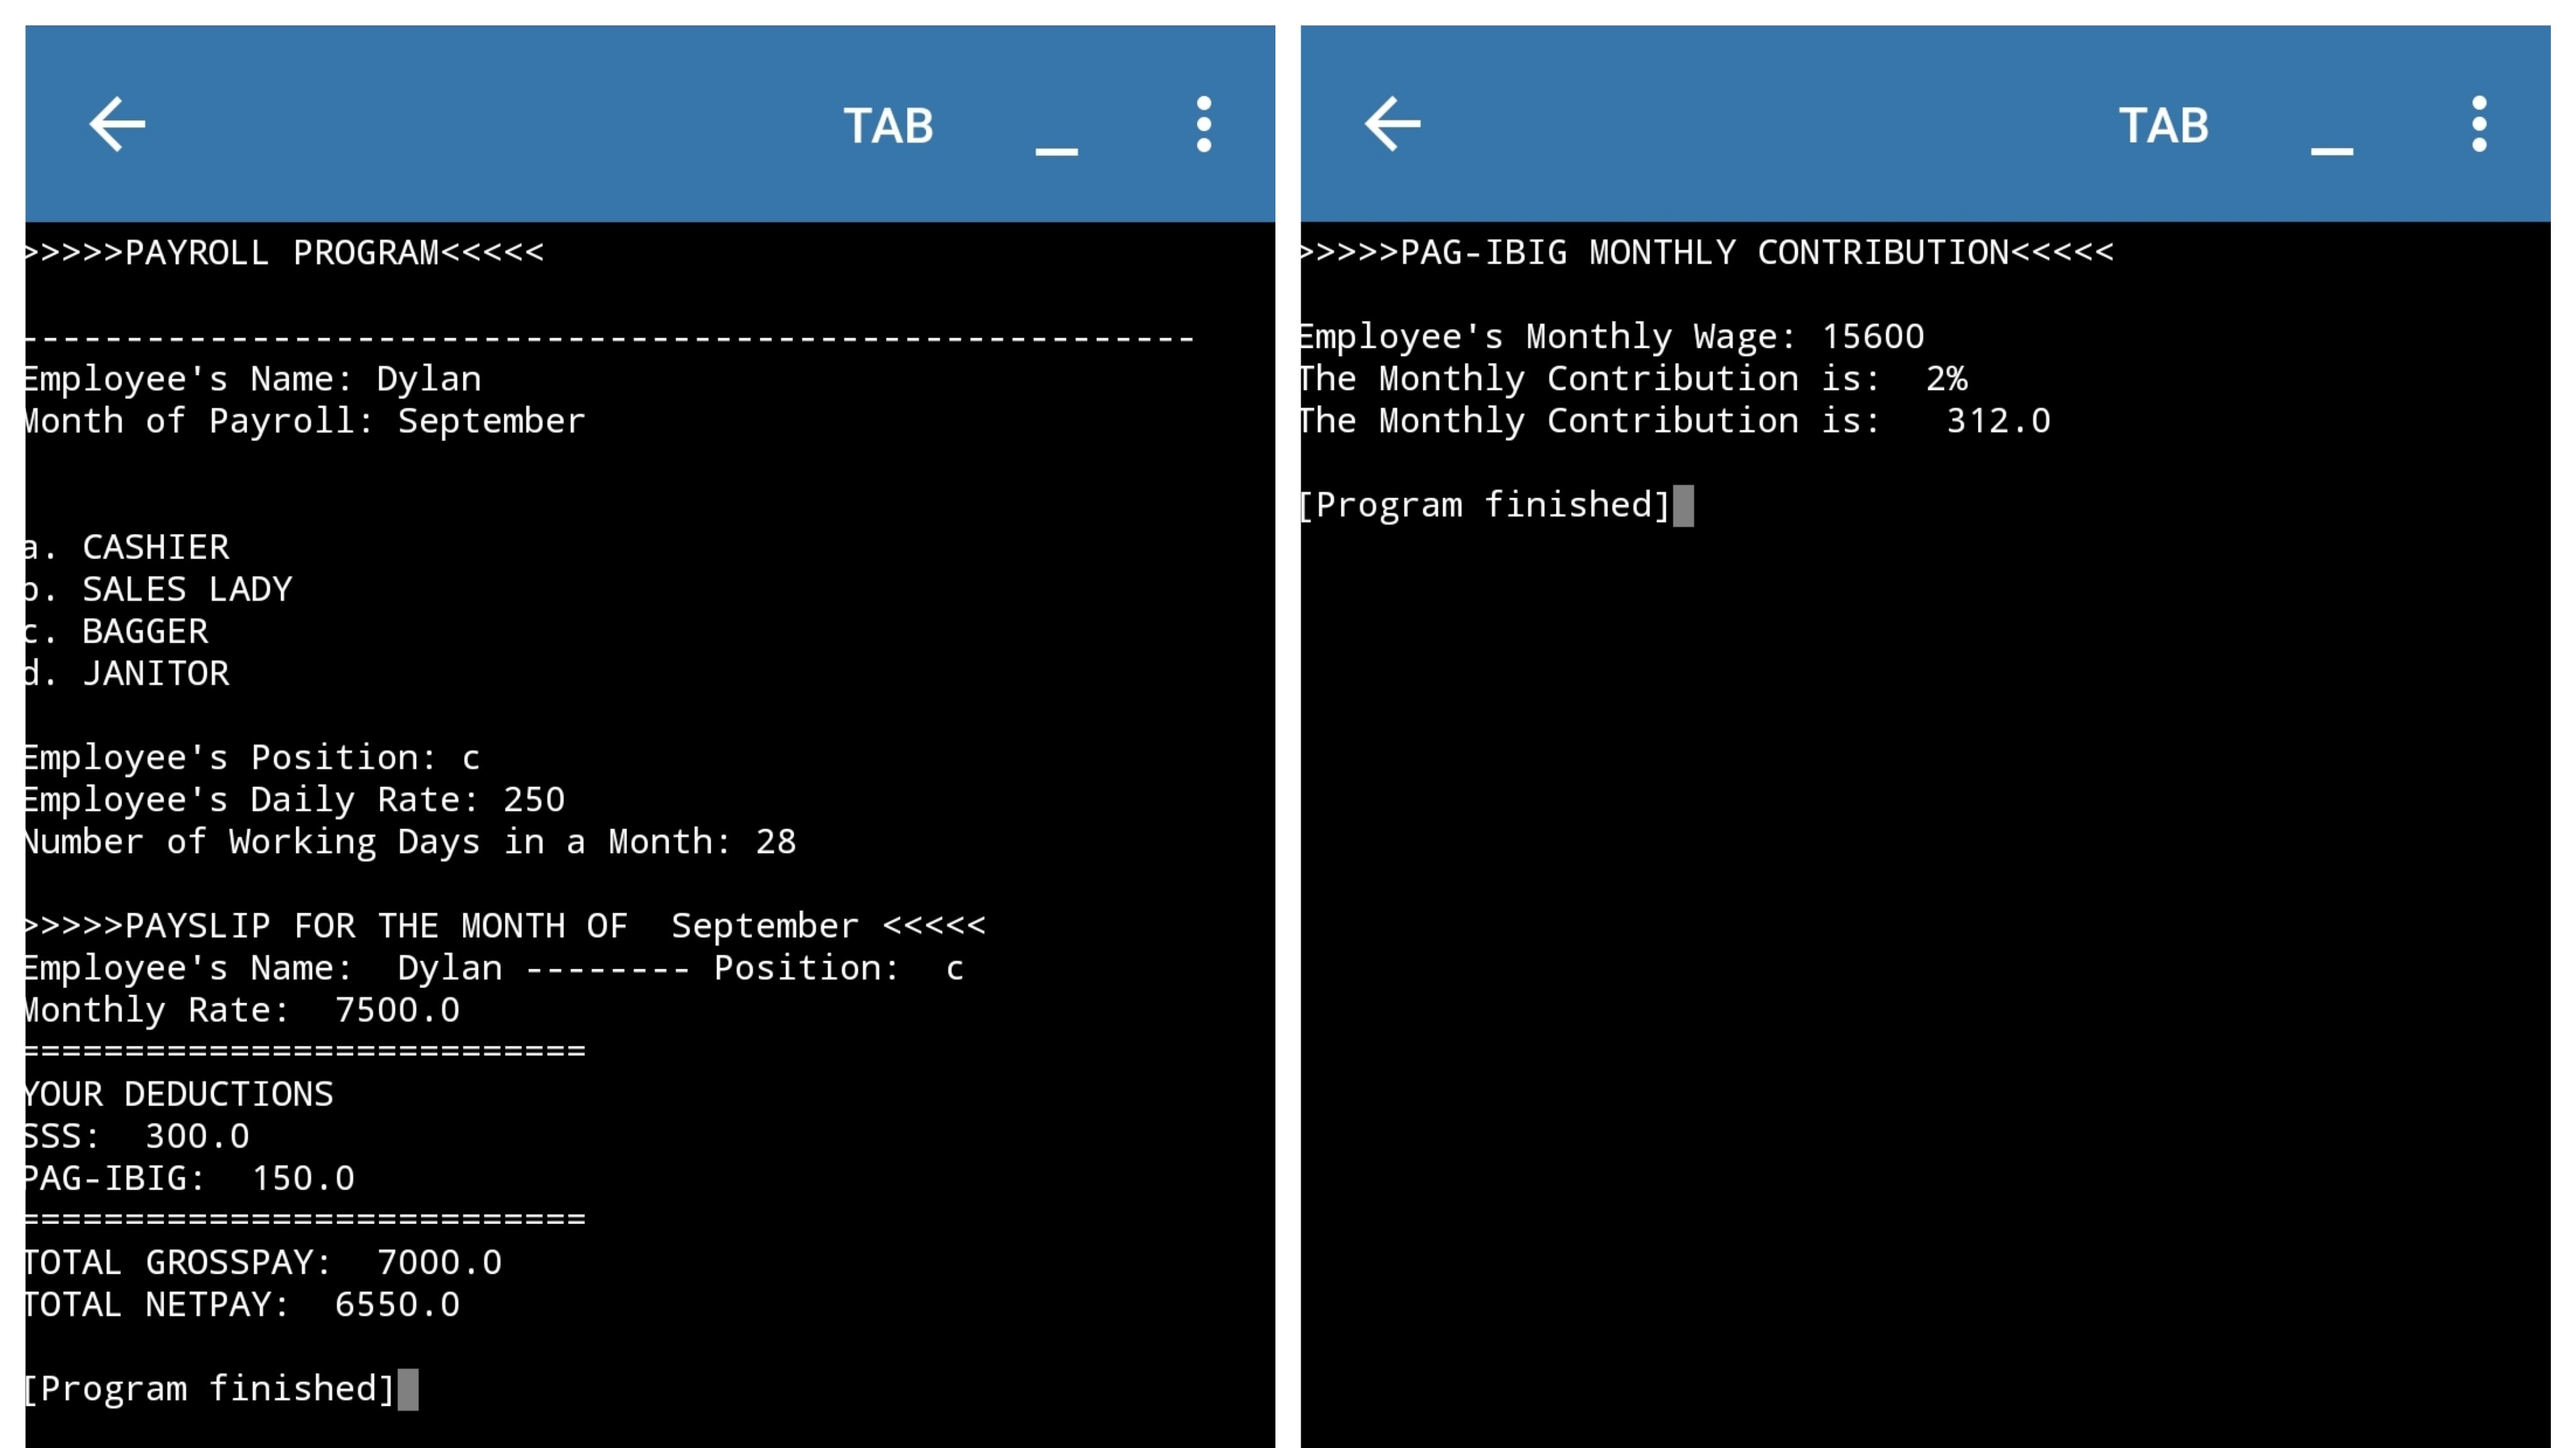 TAB _
>>>>>PAYROLL PROGRAM<<<<<
--------------------------------------------------------
Employee's Name: Dylan
Month of Payroll: September
a. CASHIER
b. SALES LADY
c. BAGGER
d. JANITOR
Employee's Position: c
Employee's Daily Rate: 250
Number of Working Days in a Month: 28
>>>>>PAYSLIP FOR THE MONTH OF  September <<<<<
Employee's Name:  Dylan -------- Position:  c
Monthly Rate:  7500.0
===========================
YOUR DEDUCTIONS
SSS:  300.0
PAG-IBIG:  150.0
===========================
TOTAL GROSSPAY:  7000.0
TOTAL NETPAY:  6550.0
[Program finished]
TAB _
>>>>>PAG-IBIG MONTHLY CONTRIBUTION<<<<<
Employee's Monthly Wage: 15600
The Monthly Contribution is:  2%
The Monthly Contribution is:   312.0
[Program finished]